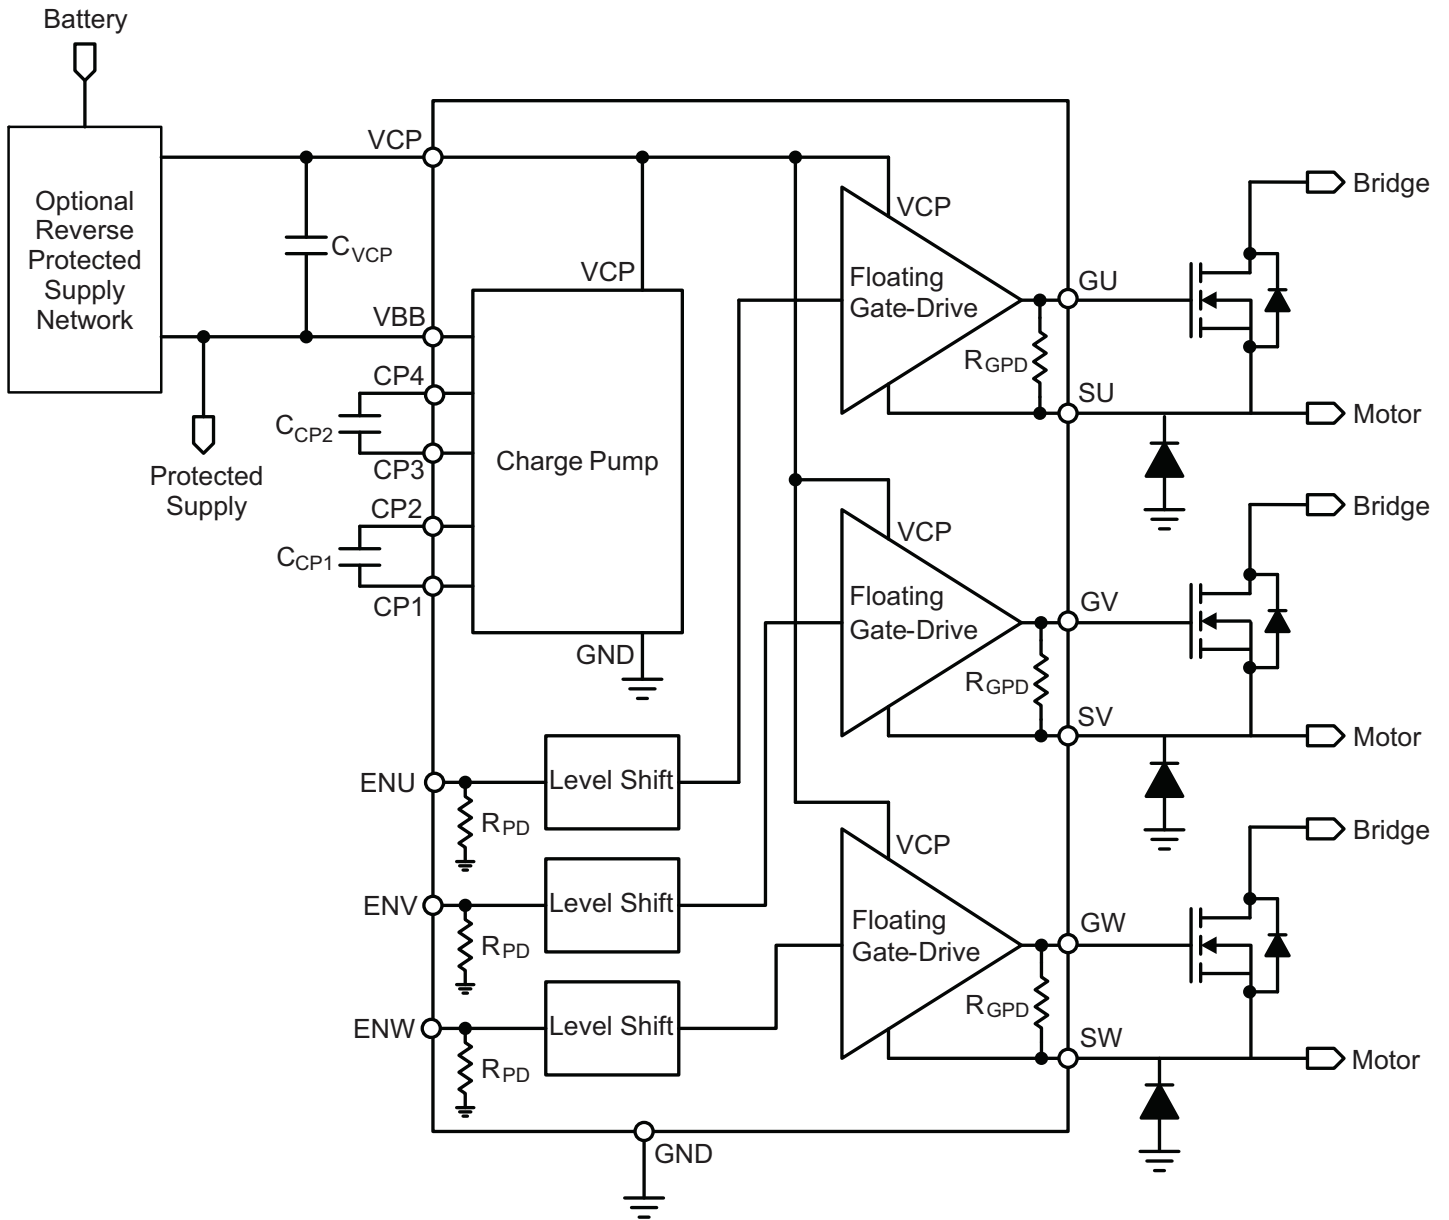 Battery
Optional
Reverse
Protected
Supply
Network
VCP
CVCP
VBB
Protected
Supply
CP4
CCP2
CP3
CP2
CCP1
CP1
VCP
Charge Pump
GND
ENU
RPD
Level Shift
ENV
RPD
Level Shift
ENW
RPD
Level Shift
GND
VCP
Floating
Gate-Drive
RGPD
GU
SU
Bridge
Motor
VCP
Floating
Gate-Drive
RGPD
GV
SV
Bridge
Motor
VCP
Floating
Gate-Drive
RGPD
GW
SW
Bridge
Motor